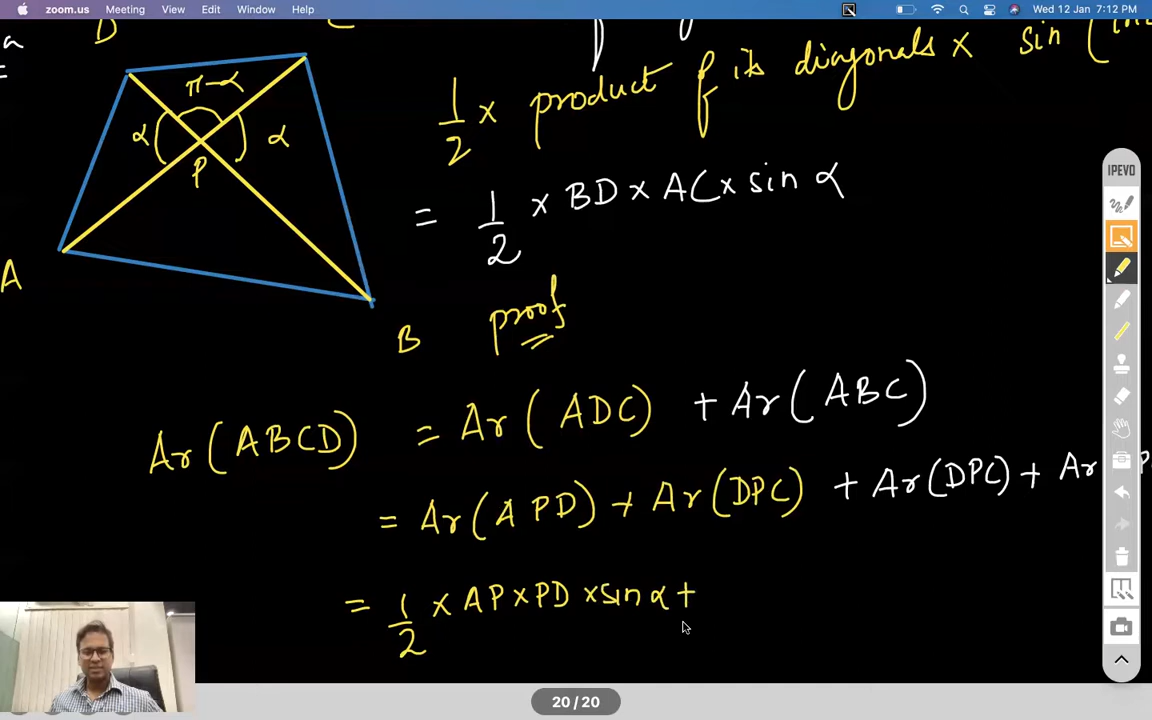 zoom.us Meeting View Edit Window Help Wed 12 Jan 7:12 PM
a
=
D
π-α
α
α
P
A
B
1/2 × product of its diagonals × sin (
= 1/2 × BD × AC × sin α
proof
Ar(ABCD) = Ar(ADC) + Ar(ABC)
= Ar(APD) + Ar(DPC) + Ar(DPC) + Ar
= 1/2 × AP × PD × sin α +
IPEVO
20 / 20